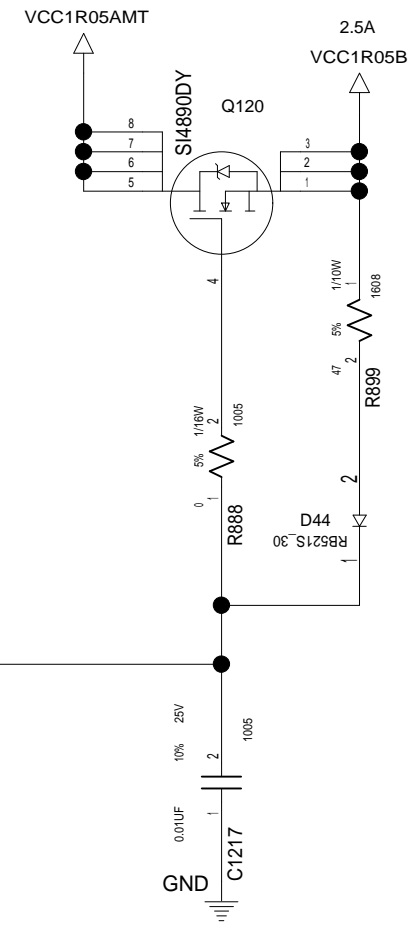 VCC1R05AMT
2.5A
VCC1R05B
SI4890DY
Q120
8
7
6
5
3
2
1
4
1/10W
1
1608
5%
47
2
R899
1/16W
2
1005
5%
0
1
R888
2
D44
RB521S_30
1
25V
1005
10%
2
0.01UF
1
C1217
GND